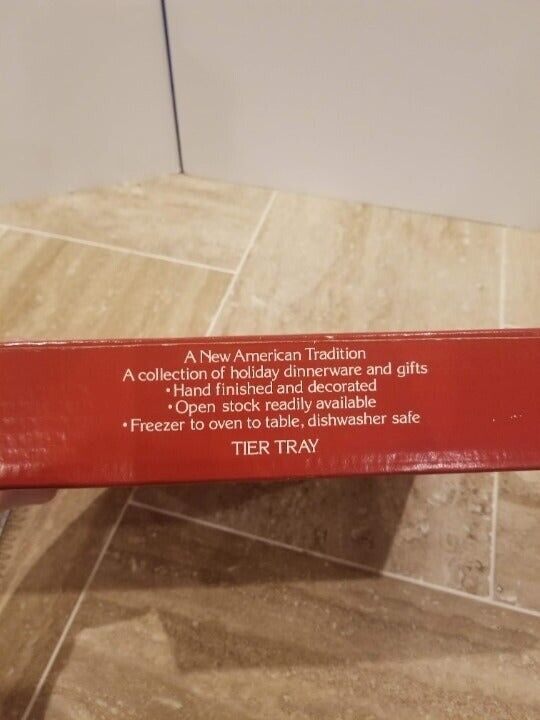 A New American Tradition
A collection of holiday dinnerware and gifts
•Hand finished and decorated
•Open stock readily available
•Freezer to oven to table, dishwasher safe
TIER TRAY